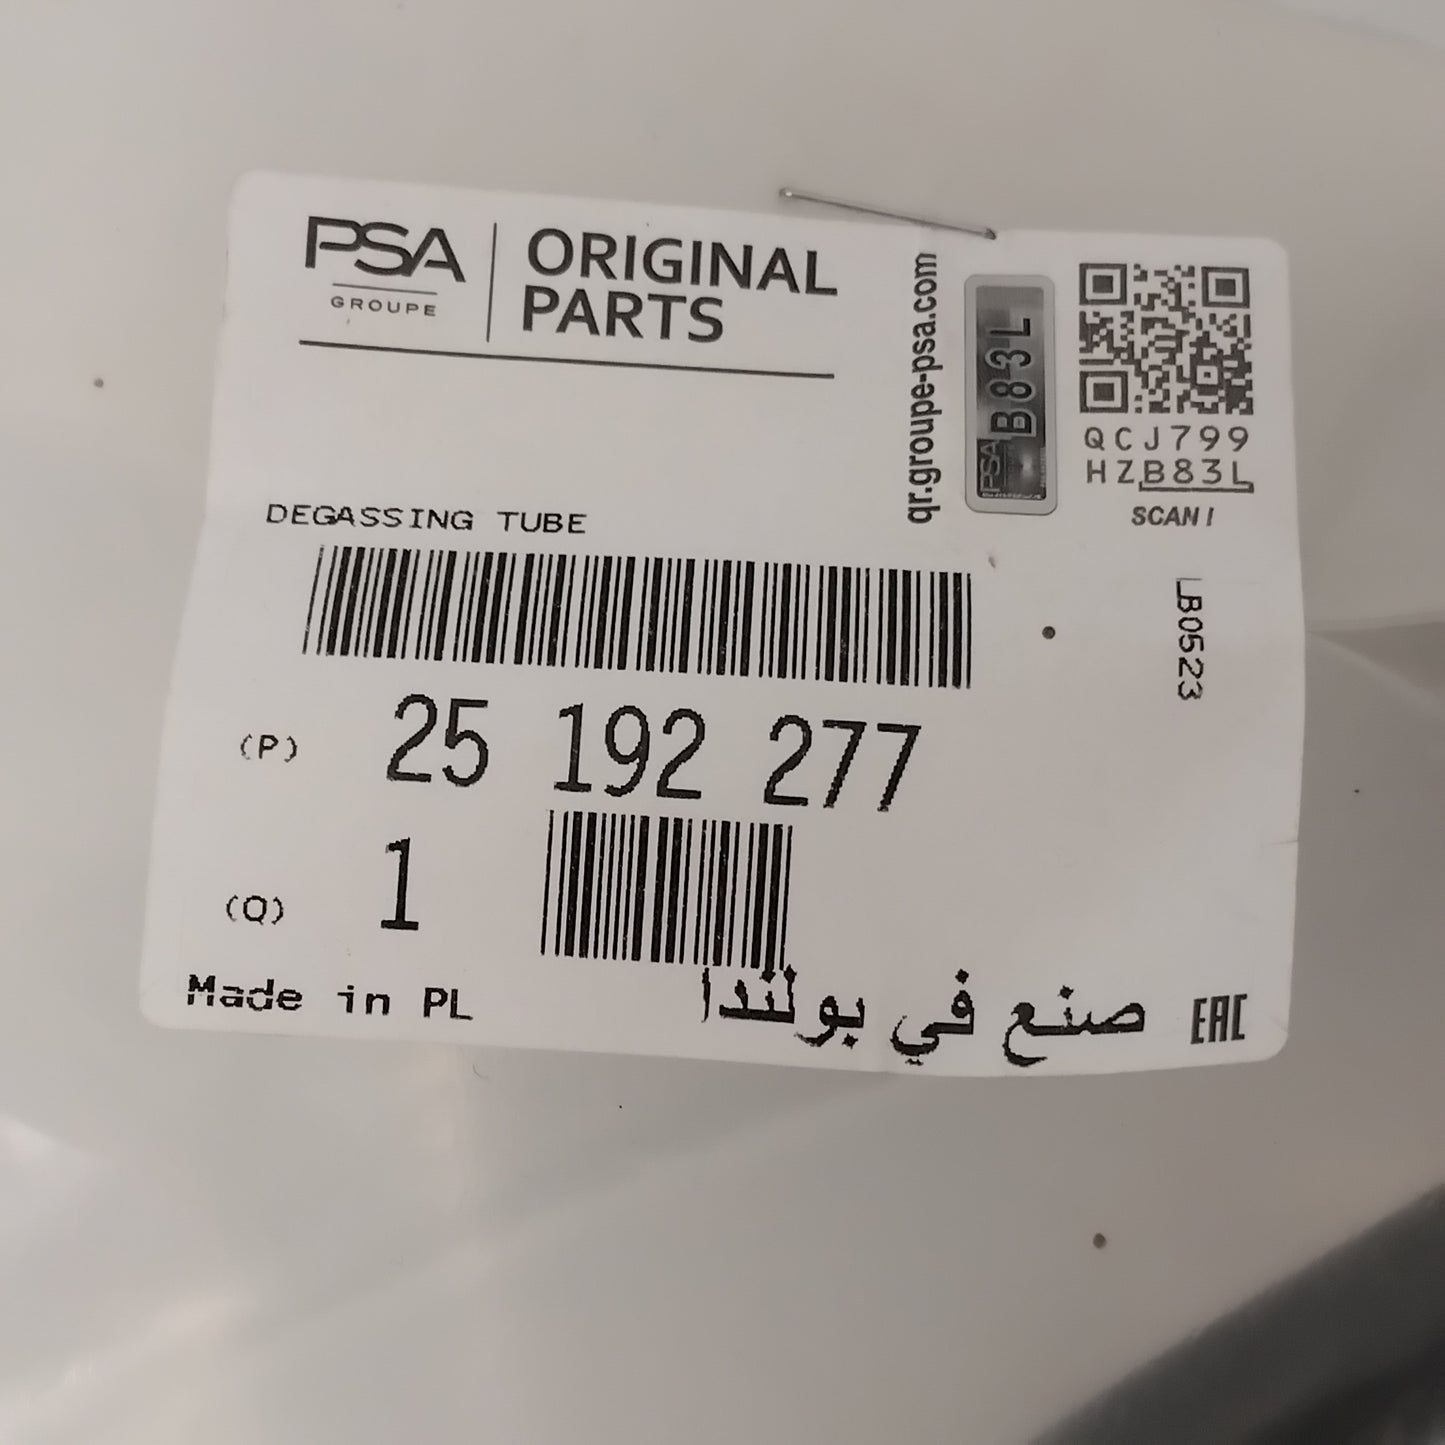 PSA
GROUPE
ORIGINAL
PARTS
qr.groupe-psa.com
B83L
PSA
QCJ799
HZB83L
SCAN!
DEGASSING TUBE
LB0523
(P) 25 192 277
(Q) 1
Made in PL
صنع في بولندا
EAC